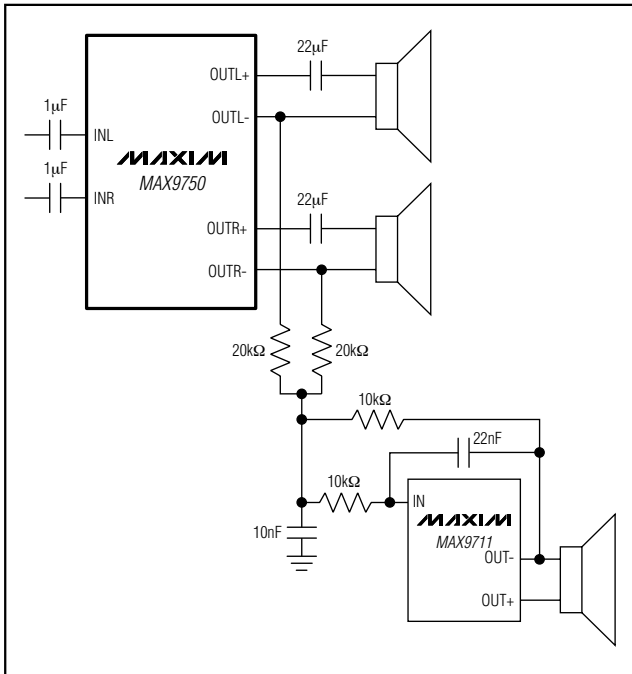 22μF
OUTL+
1μF
OUTL-
INL
MAXIM
1μF
MAX9750
22μF
INR
OUTR+
OUTR-
20kΩ
20kΩ
10kΩ
22nF
10kΩ
IN
MAXIM
10nF
MAX9711
OUT-
OUT+